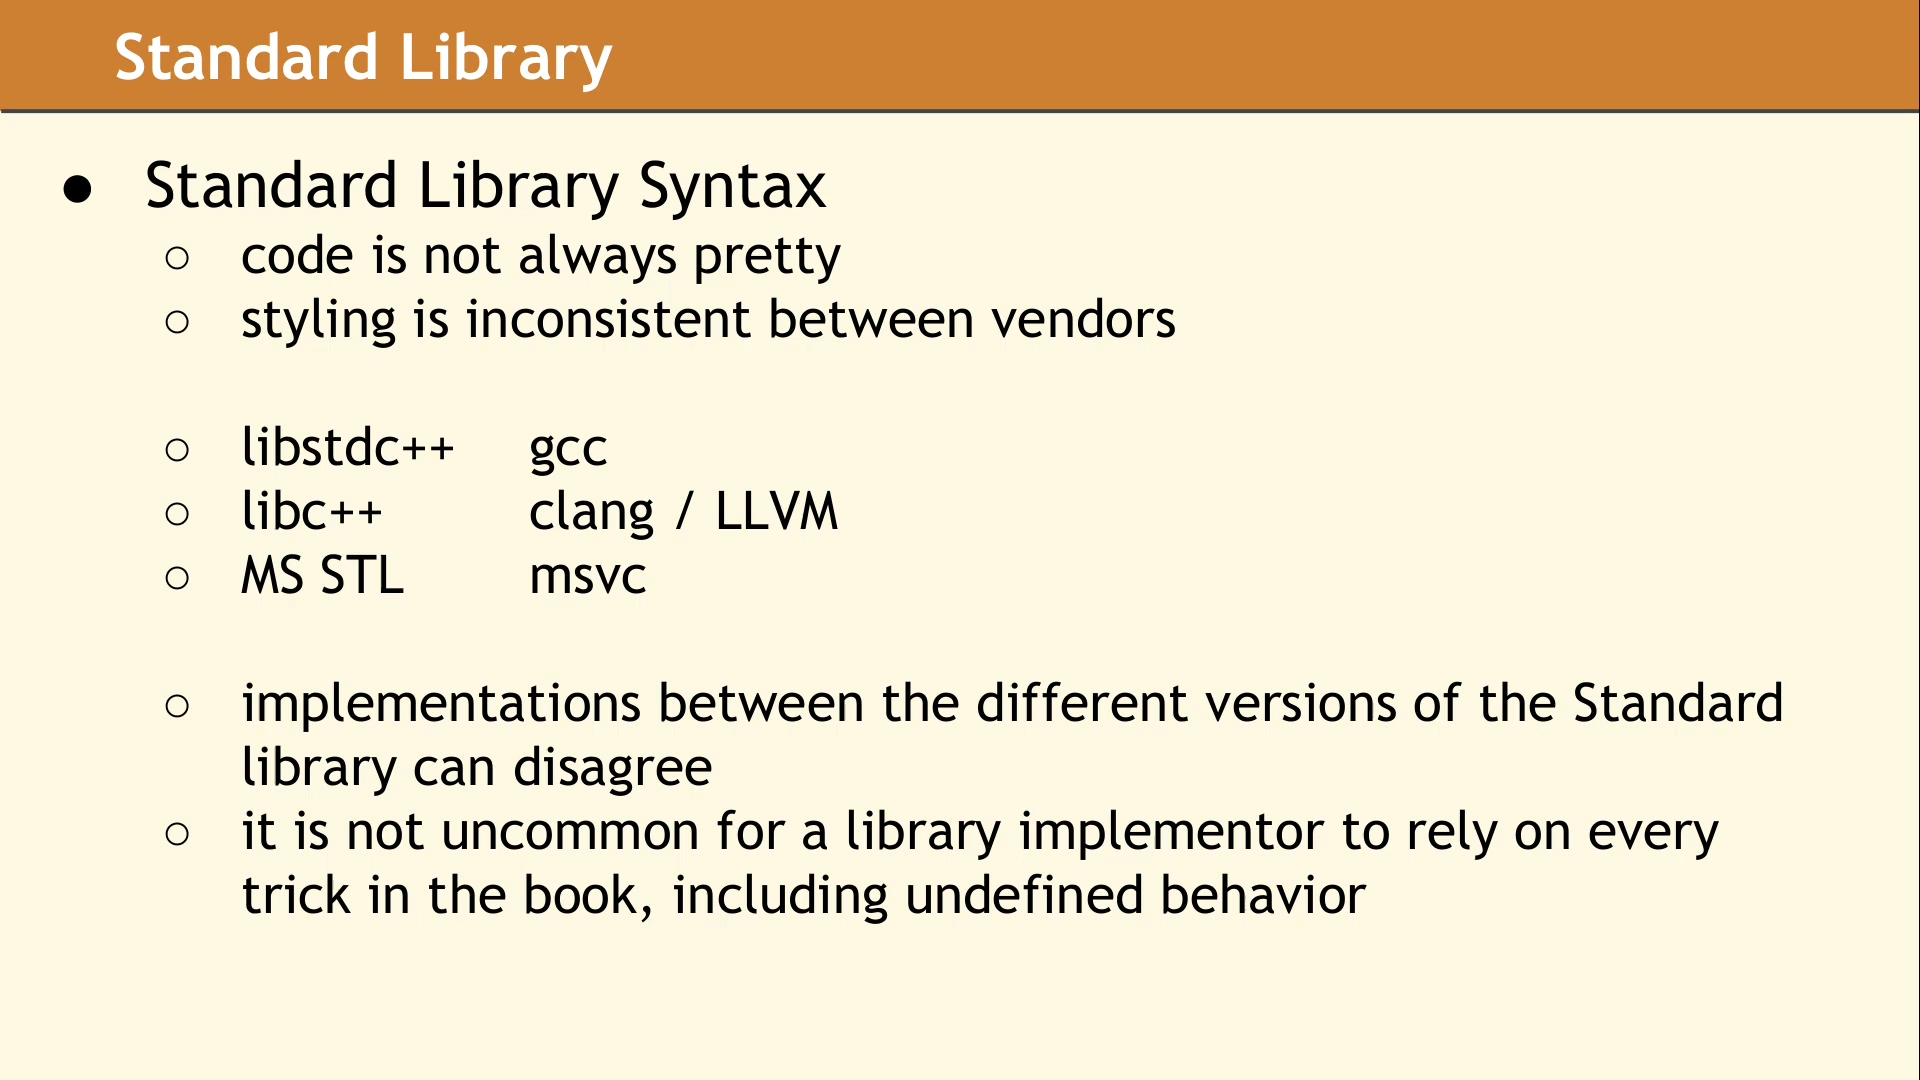 Standard Library
● Standard Library Syntax
○ code is not always pretty
○ styling is inconsistent between vendors
○ libstdc++ gcc
○ libc++ clang / LLVM
○ MS STL msvc
○ implementations between the different versions of the Standard
library can disagree
○ it is not uncommon for a library implementor to rely on every
trick in the book, including undefined behavior